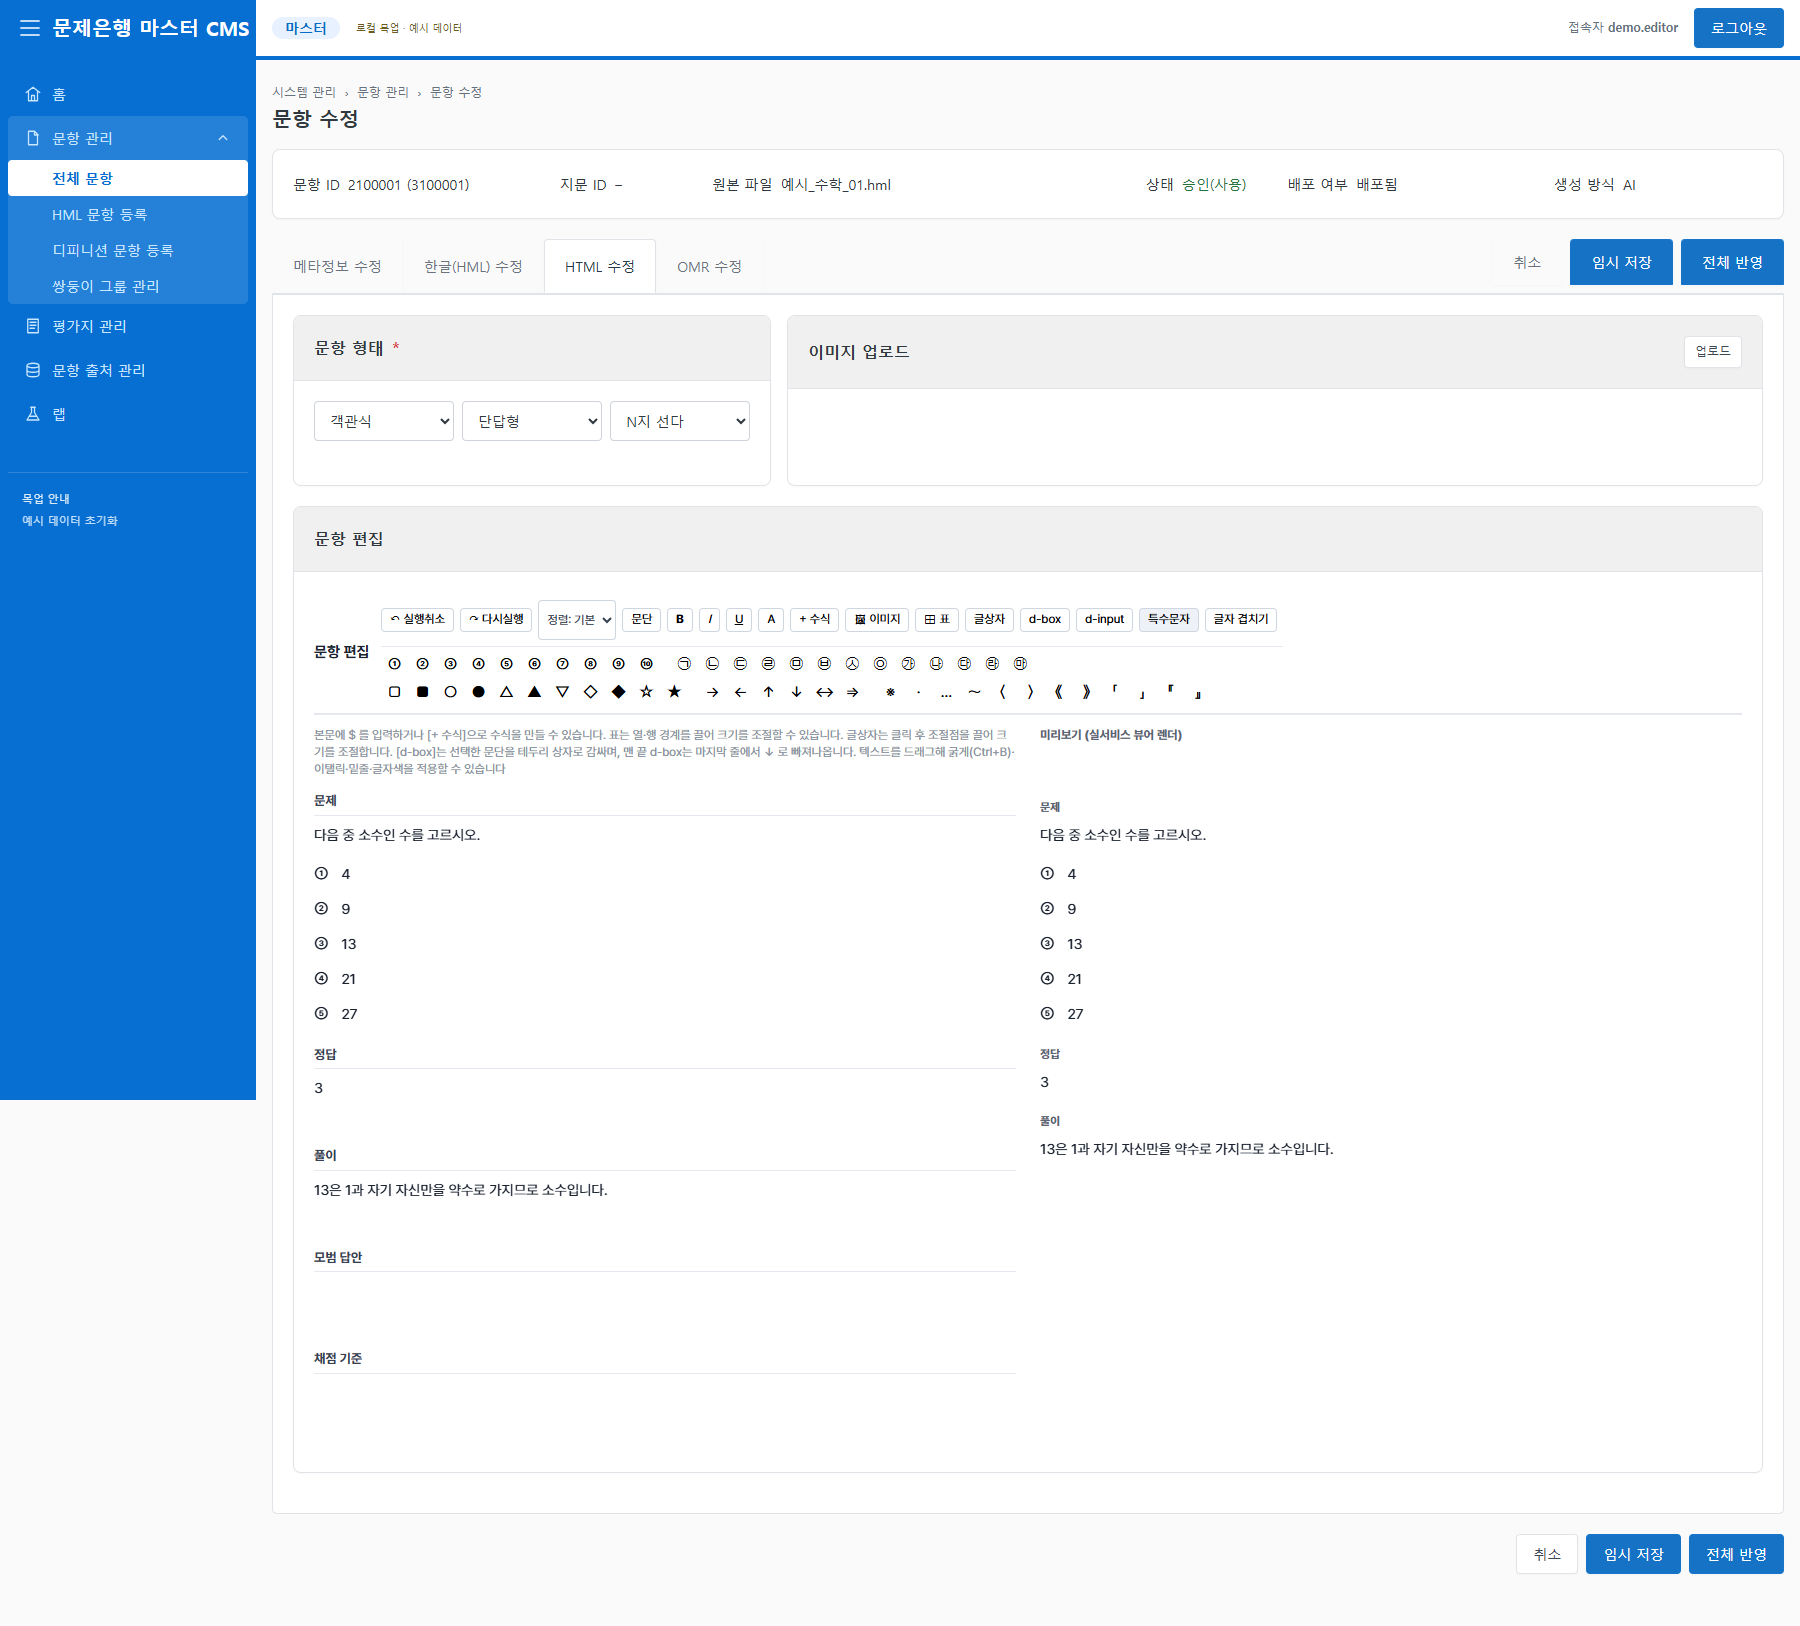 문제은행 마스터 CMS
마스터 로컬 목업 · 예시 데이터
접속자 demo.editor 로그아웃
홈
문항 관리
전체 문항
HML 문항 등록
디피니션 문항 등록
쌍둥이 그룹 관리
평가지 관리
문항 출처 관리
랩
목업 안내
예시 데이터 초기화
시스템 관리 › 문항 관리 › 문항 수정
문항 수정
문항 ID 2100001 (3100001) 지문 ID – 원본 파일 예시_수학_01.hml 상태 승인(사용) 배포 여부 배포됨 생성 방식 AI
메타정보 수정 한글(HML) 수정 HTML 수정 OMR 수정 취소 임시 저장 전체 반영
문항 형태 *
객관식 단답형 N지 선다
이미지 업로드 업로드
문항 편집
문항 편집
↶ 실행취소 ↷ 다시실행 정렬: 기본 문단 B I U A + 수식 이미지 표 글상자 d-box d-input 특수문자 글자 겹치기
① ② ③ ④ ⑤ ⑥ ⑦ ⑧ ⑨ ⑩ ㉠ ㉡ ㉢ ㉣ ㉤ ㉥ ㉦ ㉧ ㉮ ㉯ ㉰ ㉱ ㉲
□ ■ ○ ● △ ▲ ▽ ◇ ◆ ☆ ★ → ← ↑ ↓ ↔ ⇒ ※ · … ～ 〈 〉 《 》 「 」 『 』
본문에 $ 를 입력하거나 [+ 수식]으로 수식을 만들 수 있습니다. 표는 열·행 경계를 끌어 크기를 조절할 수 있습니다. 글상자는 클릭 후 조절점을 끌어 크
기를 조절합니다. [d-box]는 선택한 문단을 테두리 상자로 감싸며, 맨 끝 d-box는 마지막 줄에서 ↓ 로 빠져나옵니다. 텍스트를 드래그해 굵게(Ctrl+B)·
이탤릭·밑줄·글자색을 적용할 수 있습니다
문제
다음 중 소수인 수를 고르시오.
① 4
② 9
③ 13
④ 21
⑤ 27
정답
3
풀이
13은 1과 자기 자신만을 약수로 가지므로 소수입니다.
모범 답안
채점 기준
미리보기 (실서비스 뷰어 렌더)
문제
다음 중 소수인 수를 고르시오.
① 4
② 9
③ 13
④ 21
⑤ 27
정답
3
풀이
13은 1과 자기 자신만을 약수로 가지므로 소수입니다.
취소 임시 저장 전체 반영